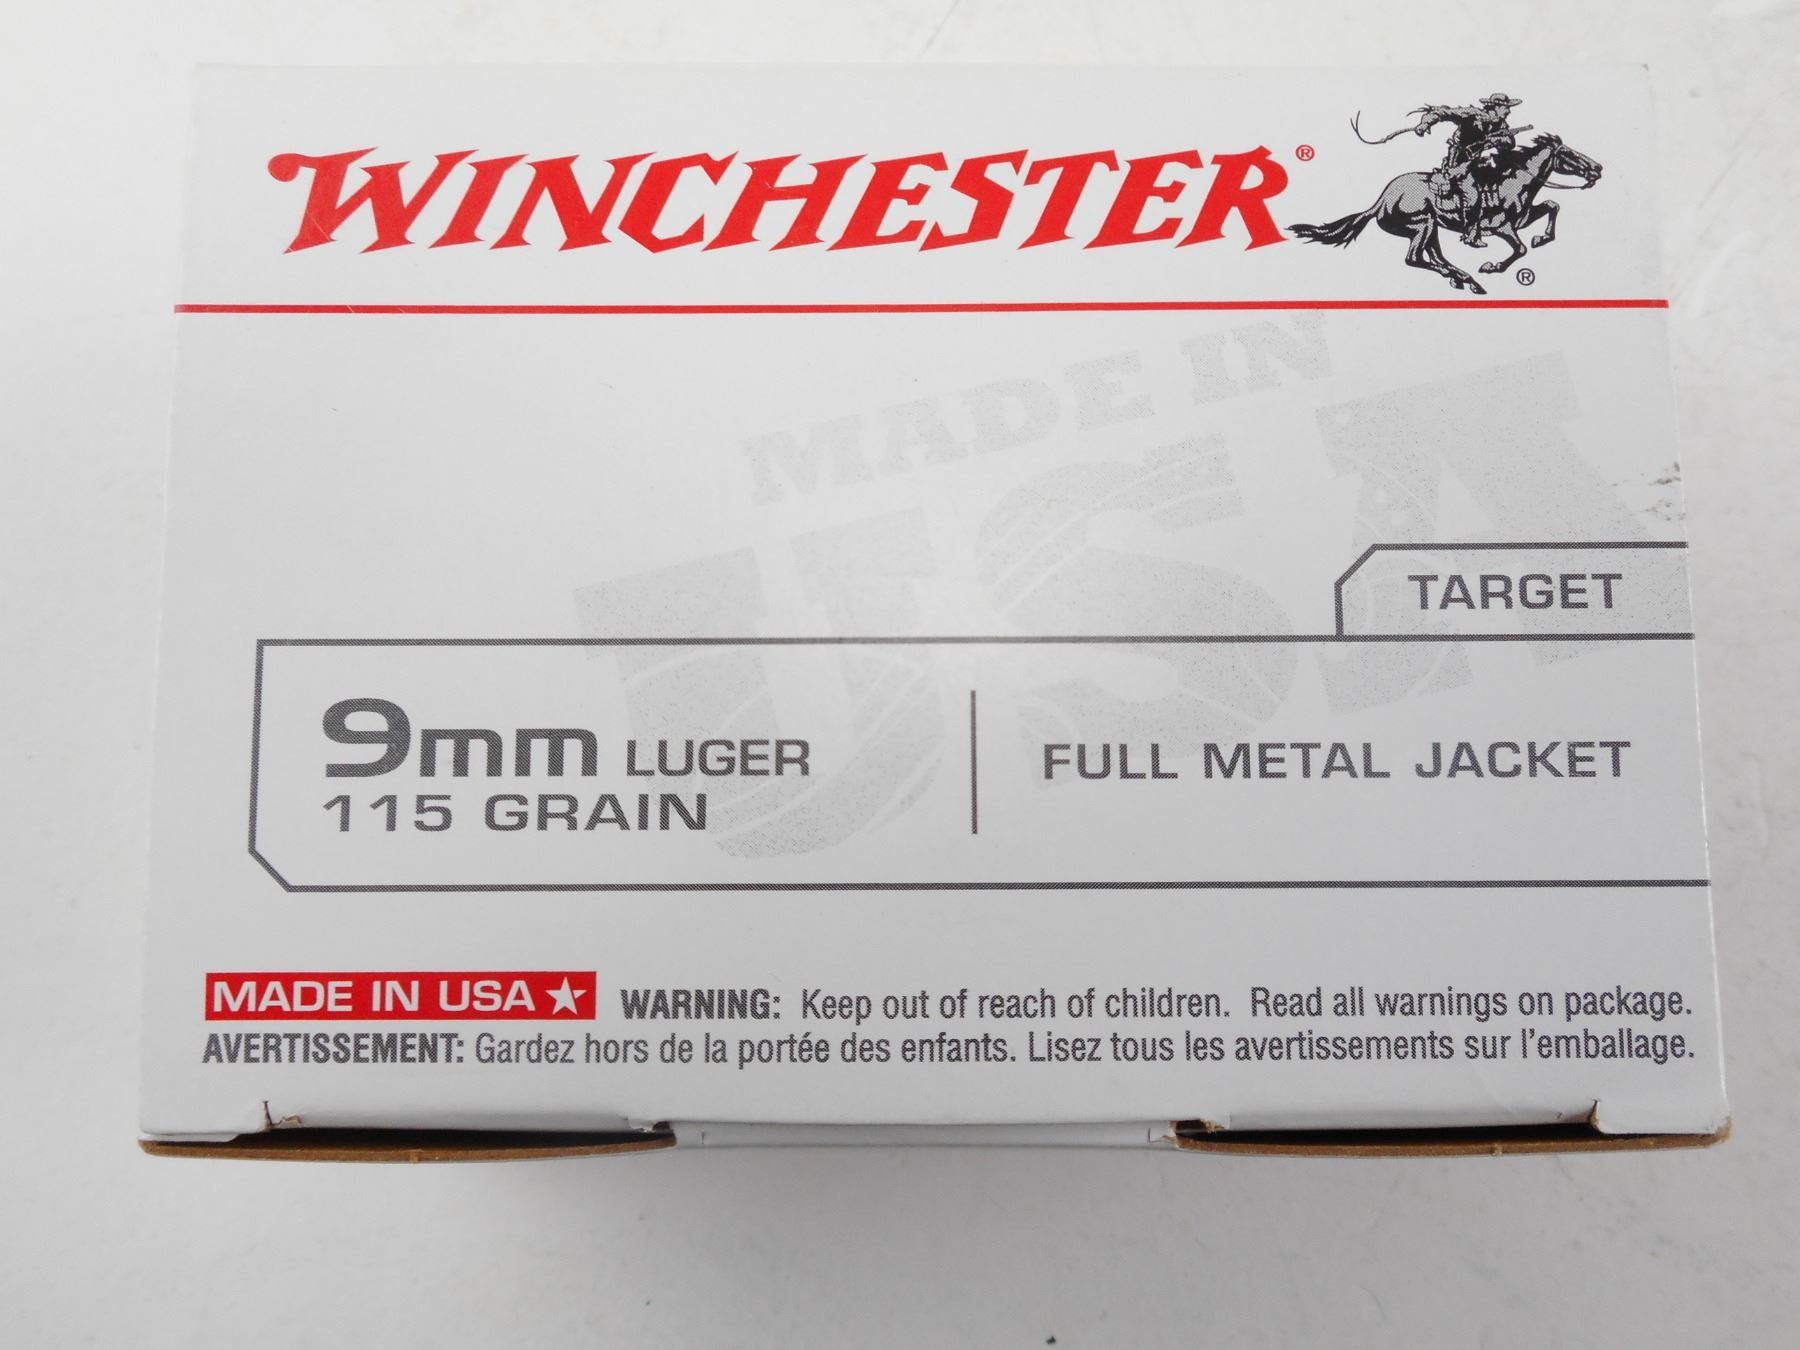 WINCHESTER®
®
MADE IN
USA
TARGET
9mm LUGER
115 GRAIN
FULL METAL JACKET
MADE IN USA ★ WARNING: Keep out of reach of children. Read all warnings on package.
AVERTISSEMENT: Gardez hors de la portée des enfants. Lisez tous les avertissements sur l'emballage.